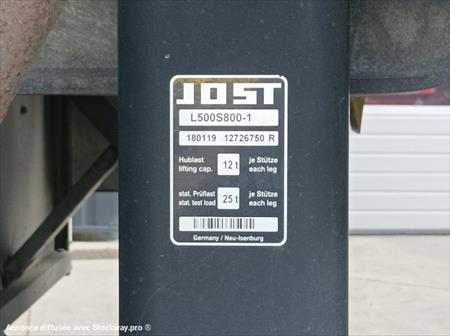 JOST
L500S800-1
180119 12726750 R
Hublast
lifting cap.
12 t
je Stütze
each leg
stat. Prüflast
stat. test load
25 t
je Stütze
each leg
Germany / Neu-Isenburg
Annonce diffusée avec Stockway.pro ®